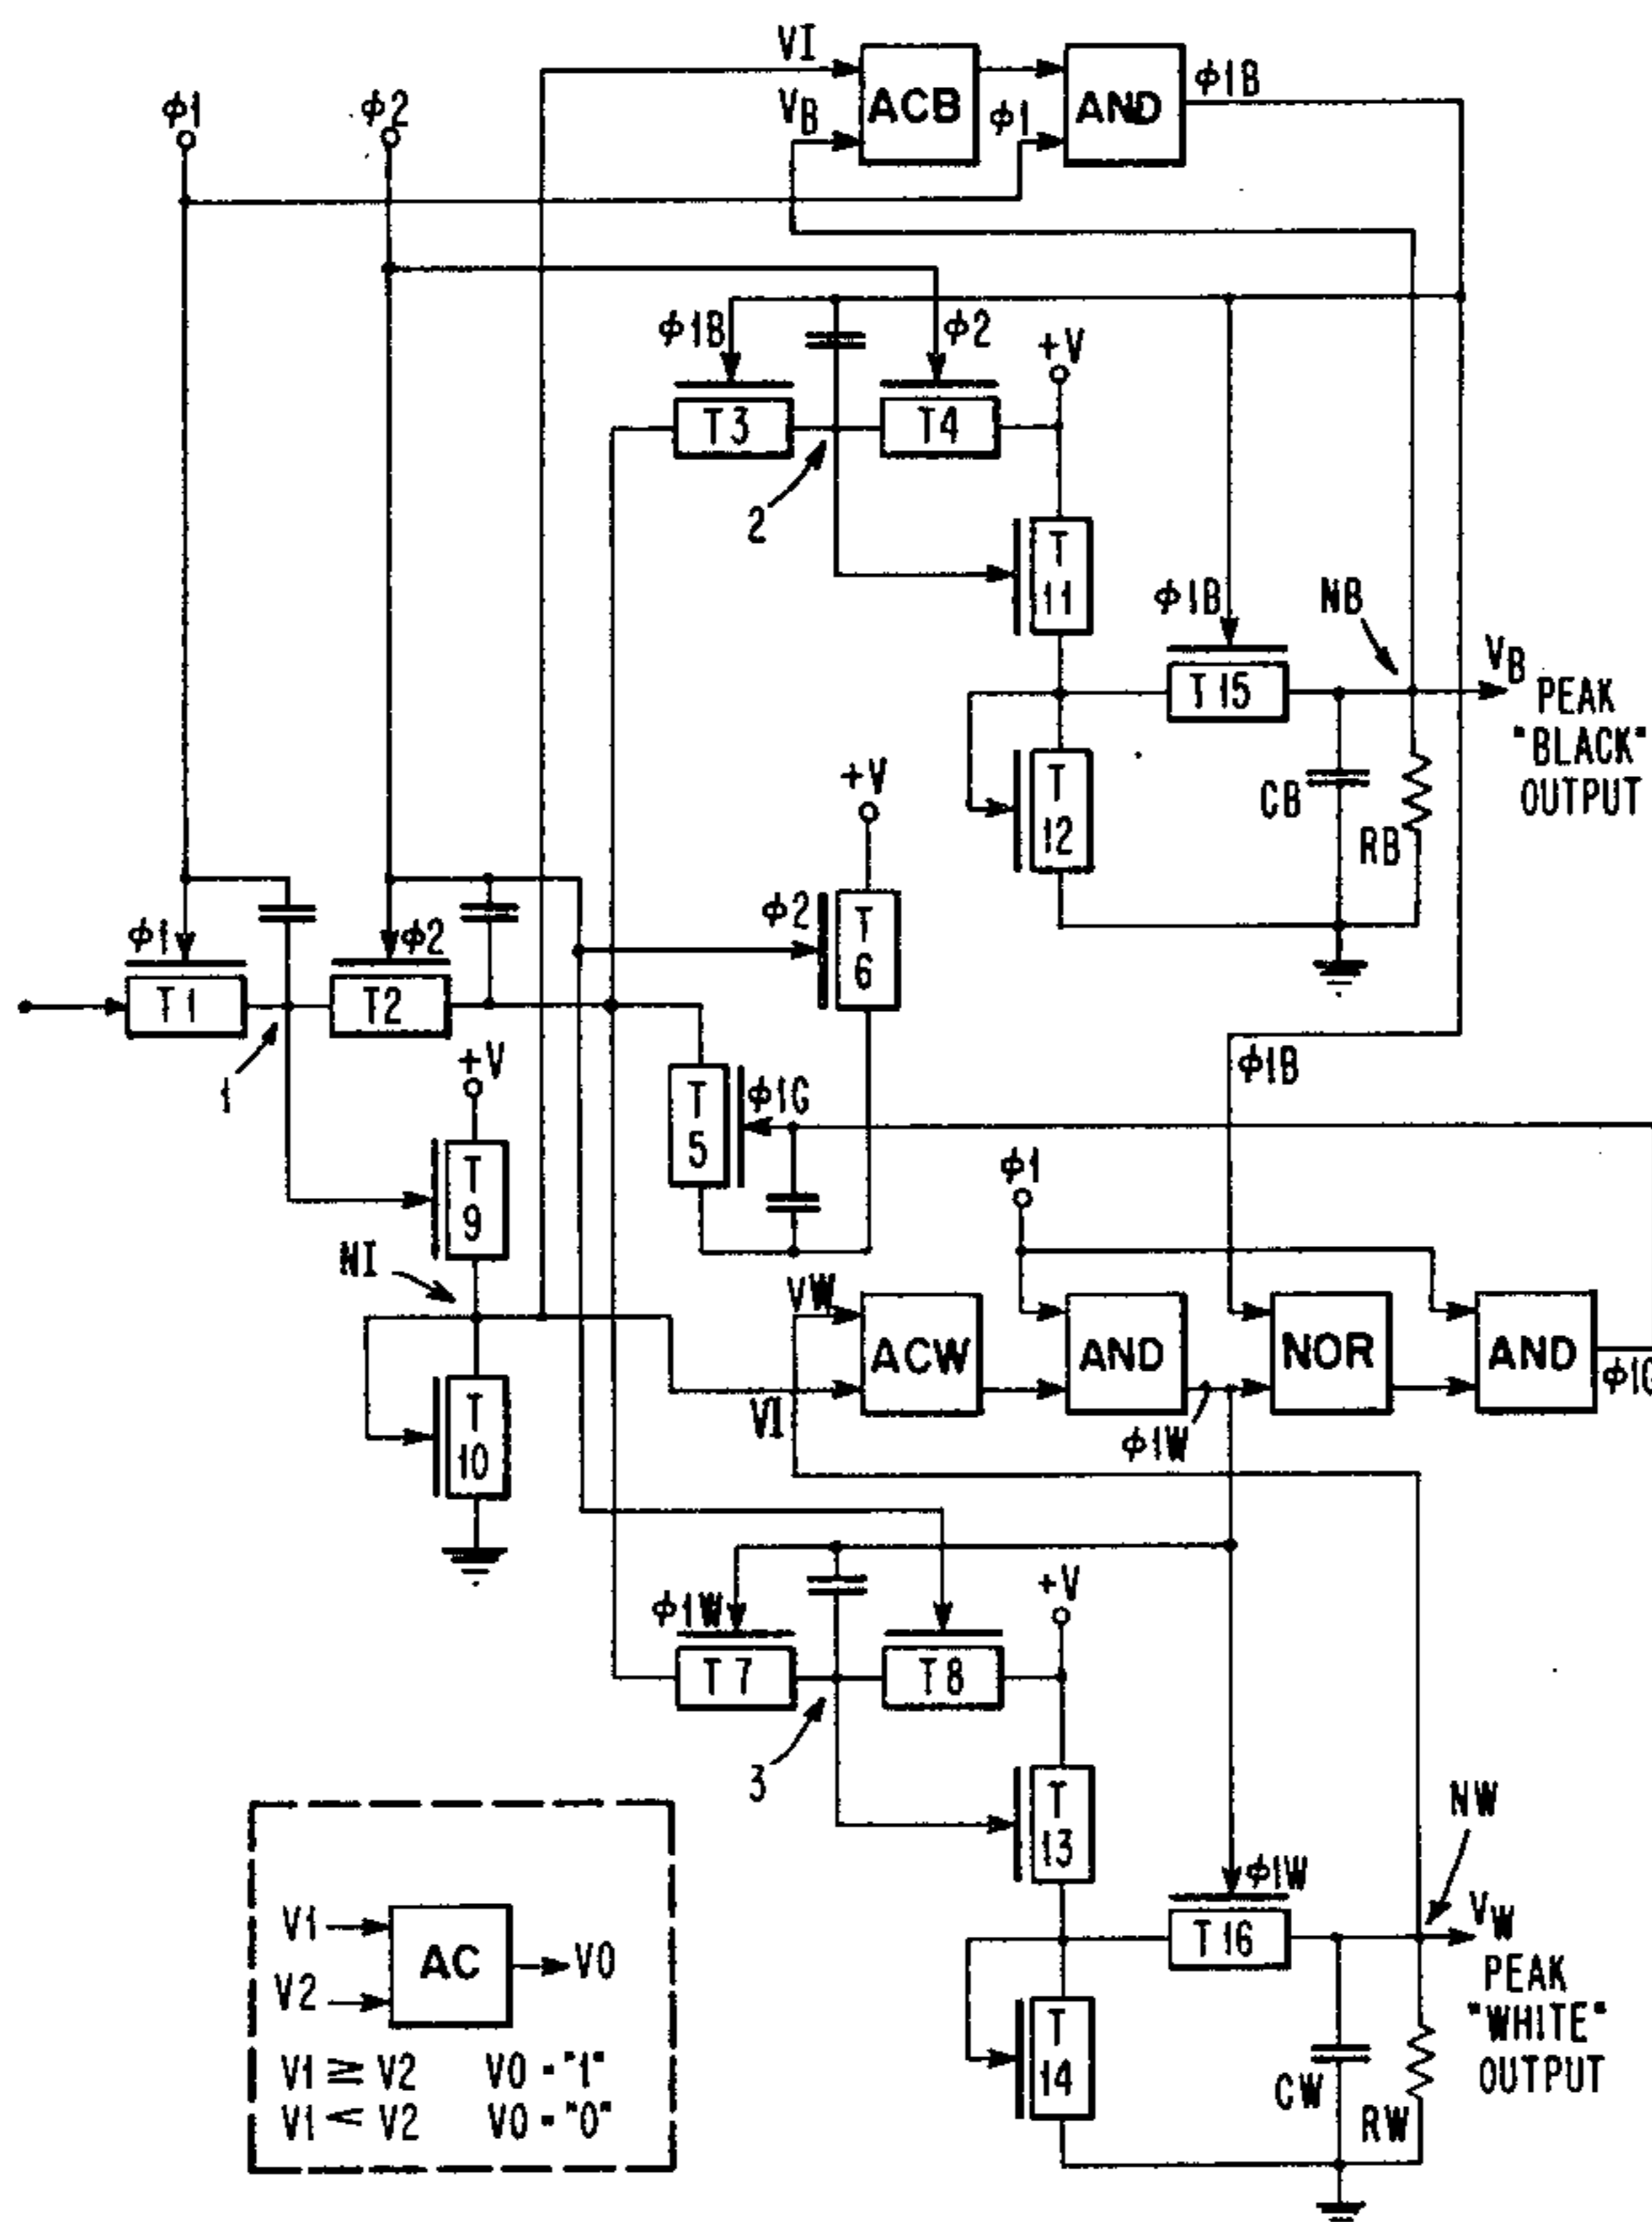 VI
ϕ1
ϕ2
VB
ACB
ϕ1
AND
ϕ1B
ϕ1B
ϕ2
+V
T3
T4
2
T
11
ϕ1B
NB
VB
PEAK
"BLACK"
OUTPUT
T15
+V
T
12
CB
RB
ϕ1
ϕ2
ϕ2
T
6
T1
T2
1
+V
ϕ1B
T
5
ϕ1G
ϕ1
T
9
NI
VW
ACW
AND
NOR
AND
ϕ1G
VI
ϕ1W
T
10
ϕ1W
+V
T7
T8
3
T
13
NW
ϕ1W
VW
T16
PEAK
"WHITE"
OUTPUT
T
14
CW
RW
V1
AC
V0
V2
V1 ≥ V2 V0 = "1"
V1 < V2 V0 = "0"